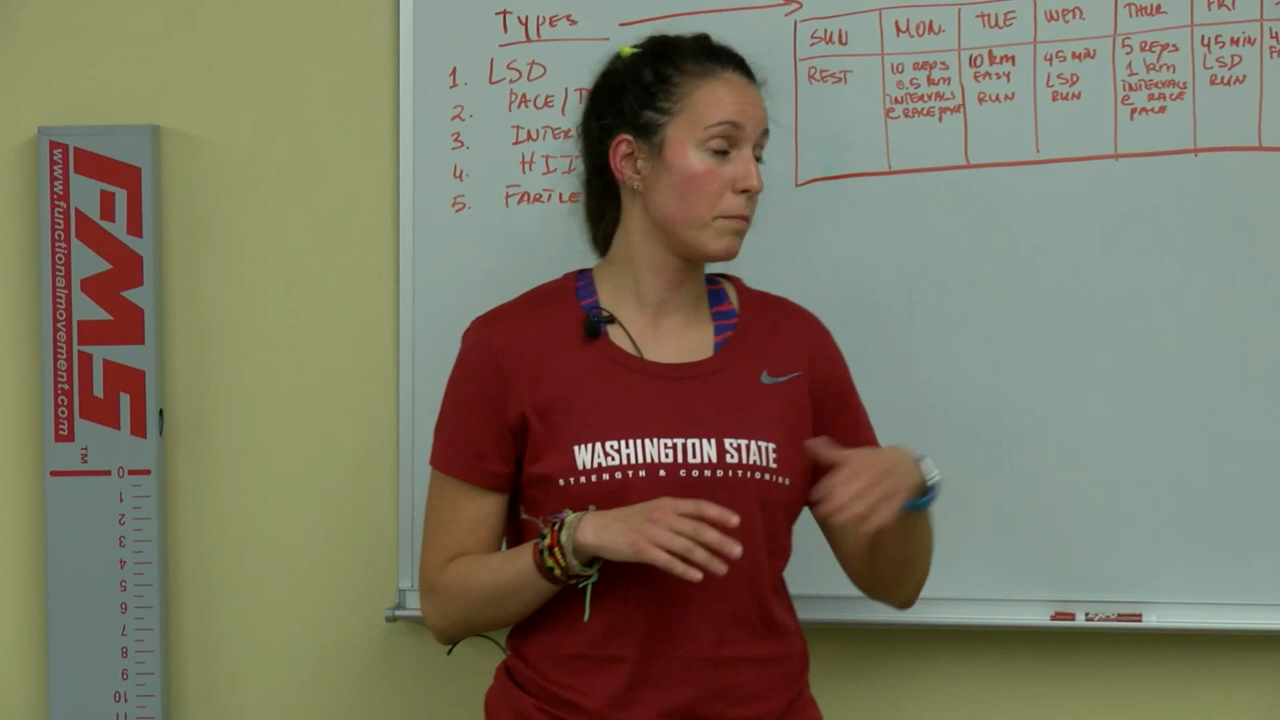 TYPES
1. LSD
2. PACE/T
3. INTER
4. HII
5. FARTLE
SUN MON. TUE WED. THUR FRI
REST
10 REPS
0.5 km
INTERVALS
@ RACE PACE
10 km
EASY
RUN
45 MIN
LSD
RUN
5 REPS
1 km
INTERVALS
@ RACE
PACE
45 MIN
LSD
RUN
4
FMS
TM
www.functionalmovement.com
0
1
2
3
4
5
6
7
8
9
10
11
WASHINGTON STATE
STRENGTH & CONDITIONING
EXPO